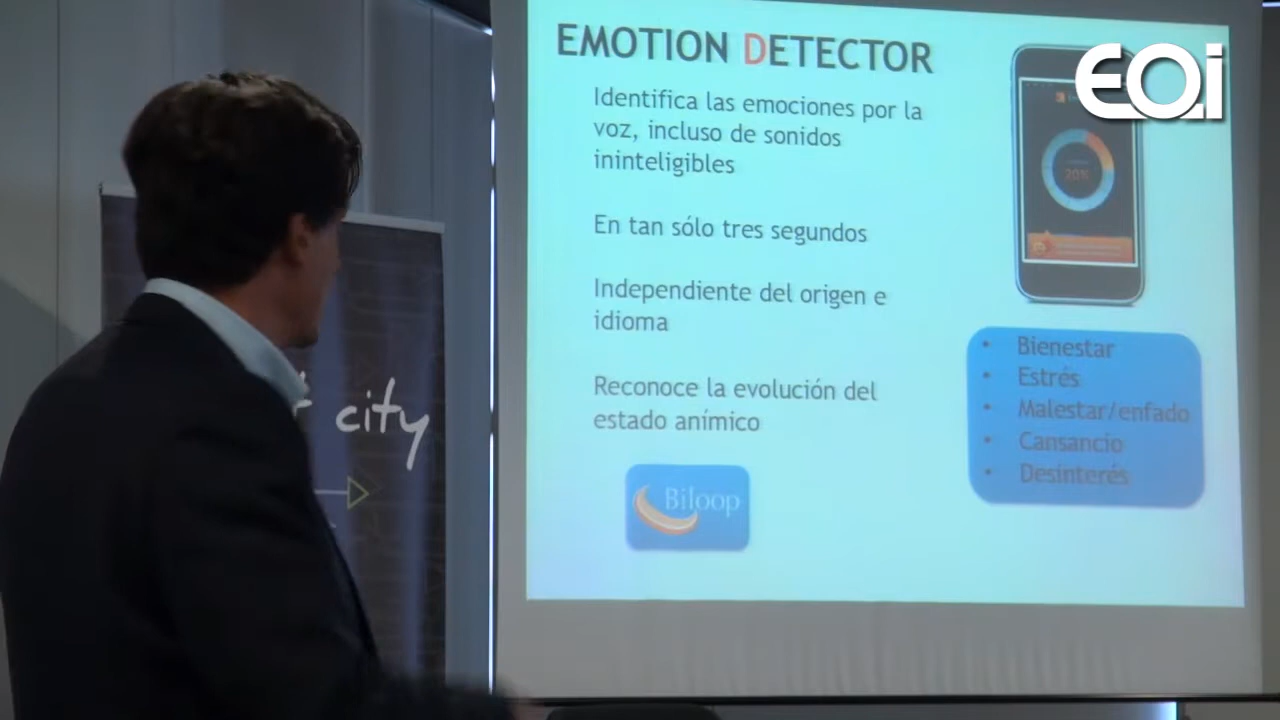 EMOTION DETECTOR
Identifica las emociones por la
voz, incluso de sonidos
ininteligibles
En tan sólo tres segundos
Independiente del origen e
idioma
Reconoce la evolución del
estado anímico
Biloop
20%
• Bienestar
• Estrés
• Malestar/enfado
• Cansancio
• Desinterés
EOi
city